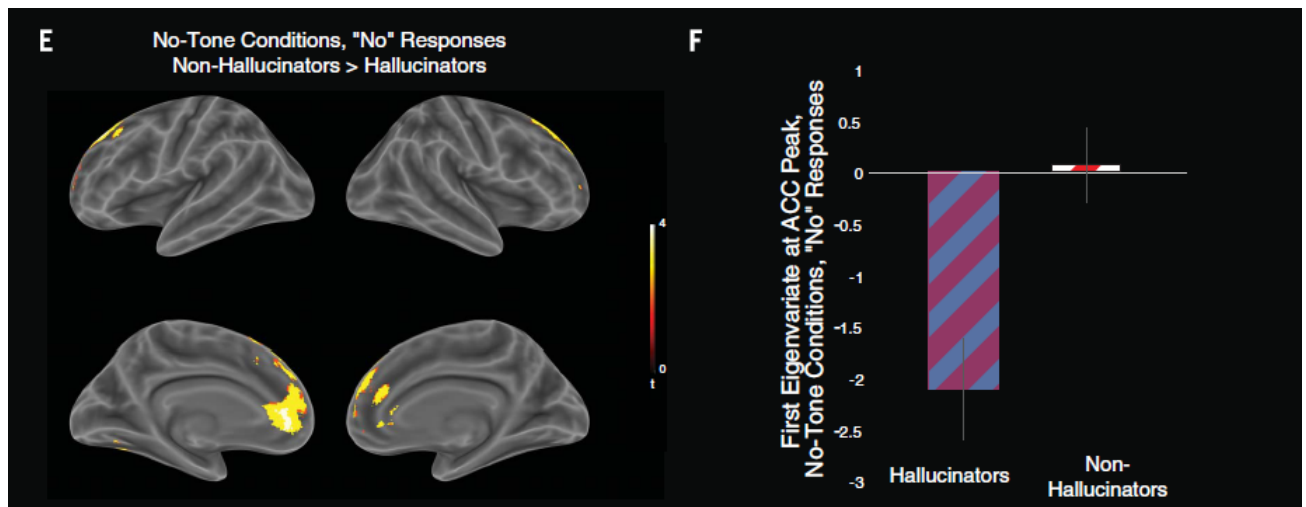 E
No-Tone Conditions, "No" Responses
Non-Hallucinators > Hallucinators
4
0
t
F
First Eigenvariate at ACC Peak,
No-Tone Conditions, "No" Responses
1
0.5
0
-0.5
-1
-1.5
-2
-2.5
-3
Hallucinators
Non-
Hallucinators